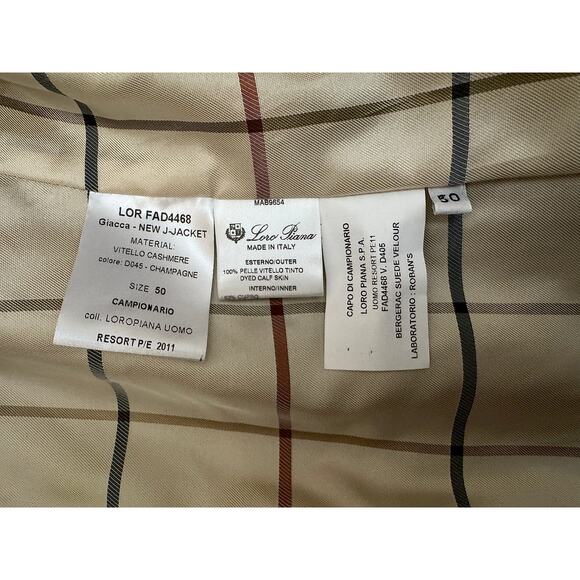 LOR FAD4468
Giacca - NEW J-JACKET
MATERIAL:
VITELLO CASHMERE
colore: D045 - CHAMPAGNE
SIZE 50
CAMPIONARIO
coll. LOROPIANA UOMO
RESORT P/E 2011
MAB9654
Loro Piana
MADE IN ITALY
ESTERNO/OUTER
100% PELLE VITELLO TINTO
DYED CALF SKIN
INTERNO/INNER
CAPO DI CAMPIONARIO
LORO PIANA S.P.A.
UOMO RESORT PE11
FAD4468 V. D405
BERGERAC SUEDE VELOUR
LABORATORIO : RORAN'S
50